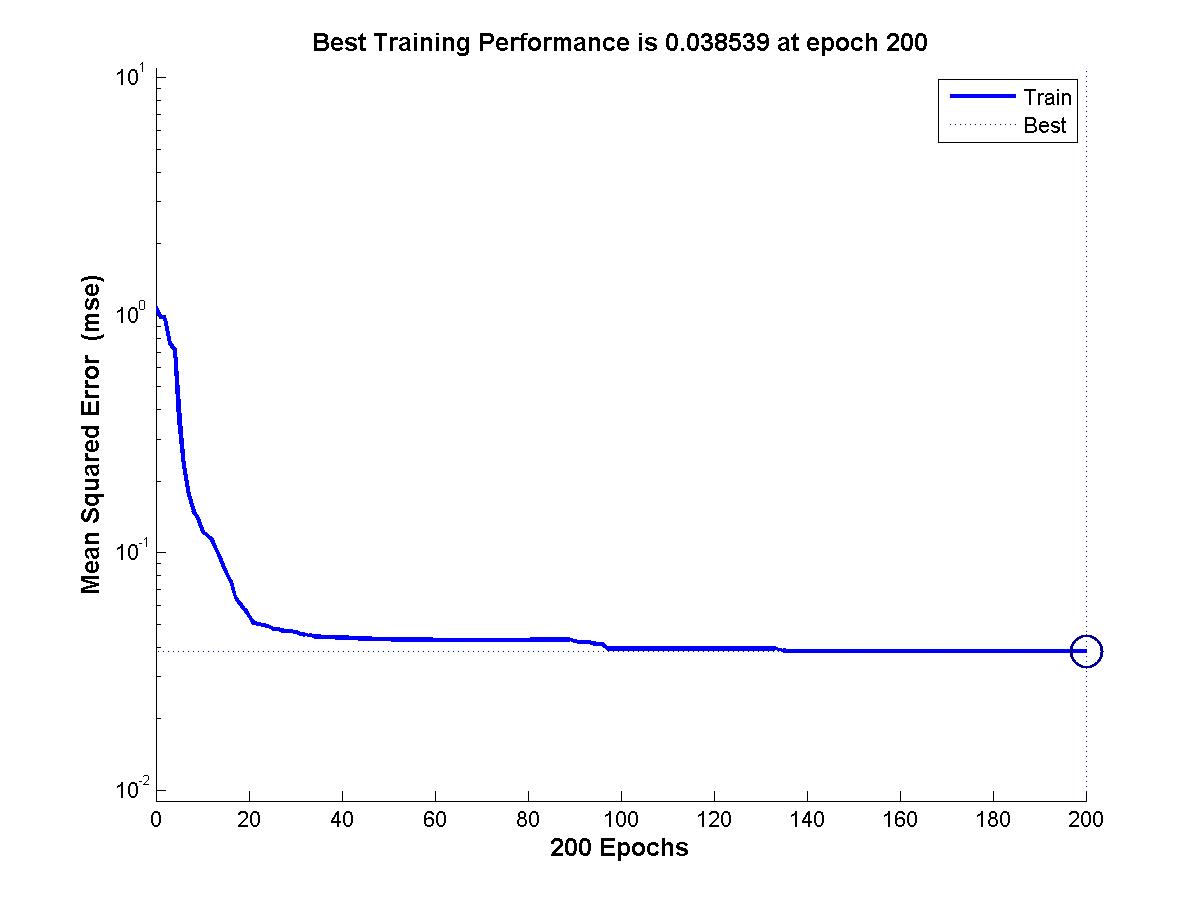 Best Training Performance is 0.038539 at epoch 200
10^1
Train
Best
Mean Squared Error (mse)
10^0
10^-1
10^-2
0 20 40 60 80 100 120 140 160 180 200
200 Epochs